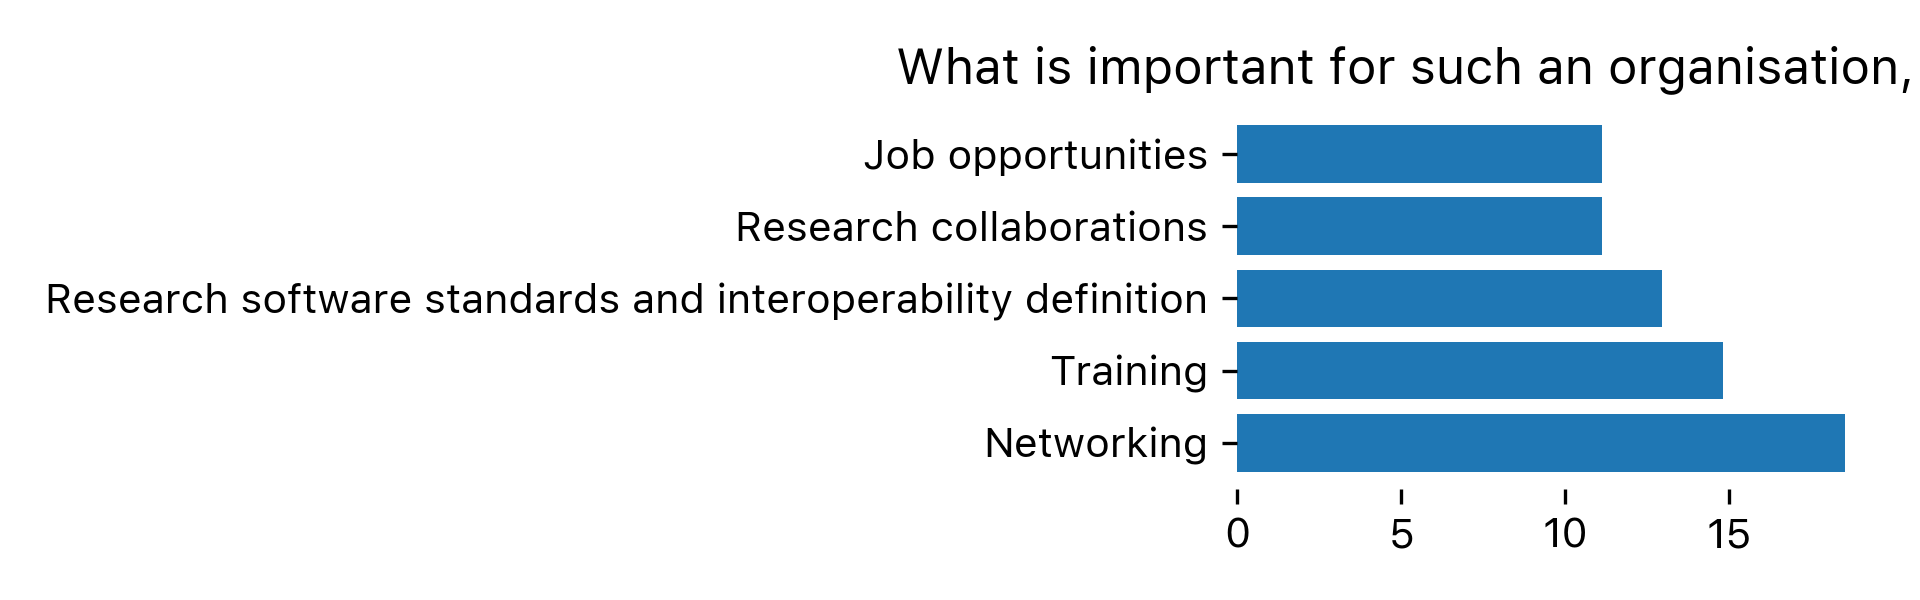 What is important for such an organisation,
Job opportunities
Research collaborations
Research software standards and interoperability definition
Training
Networking
0 5 10 15